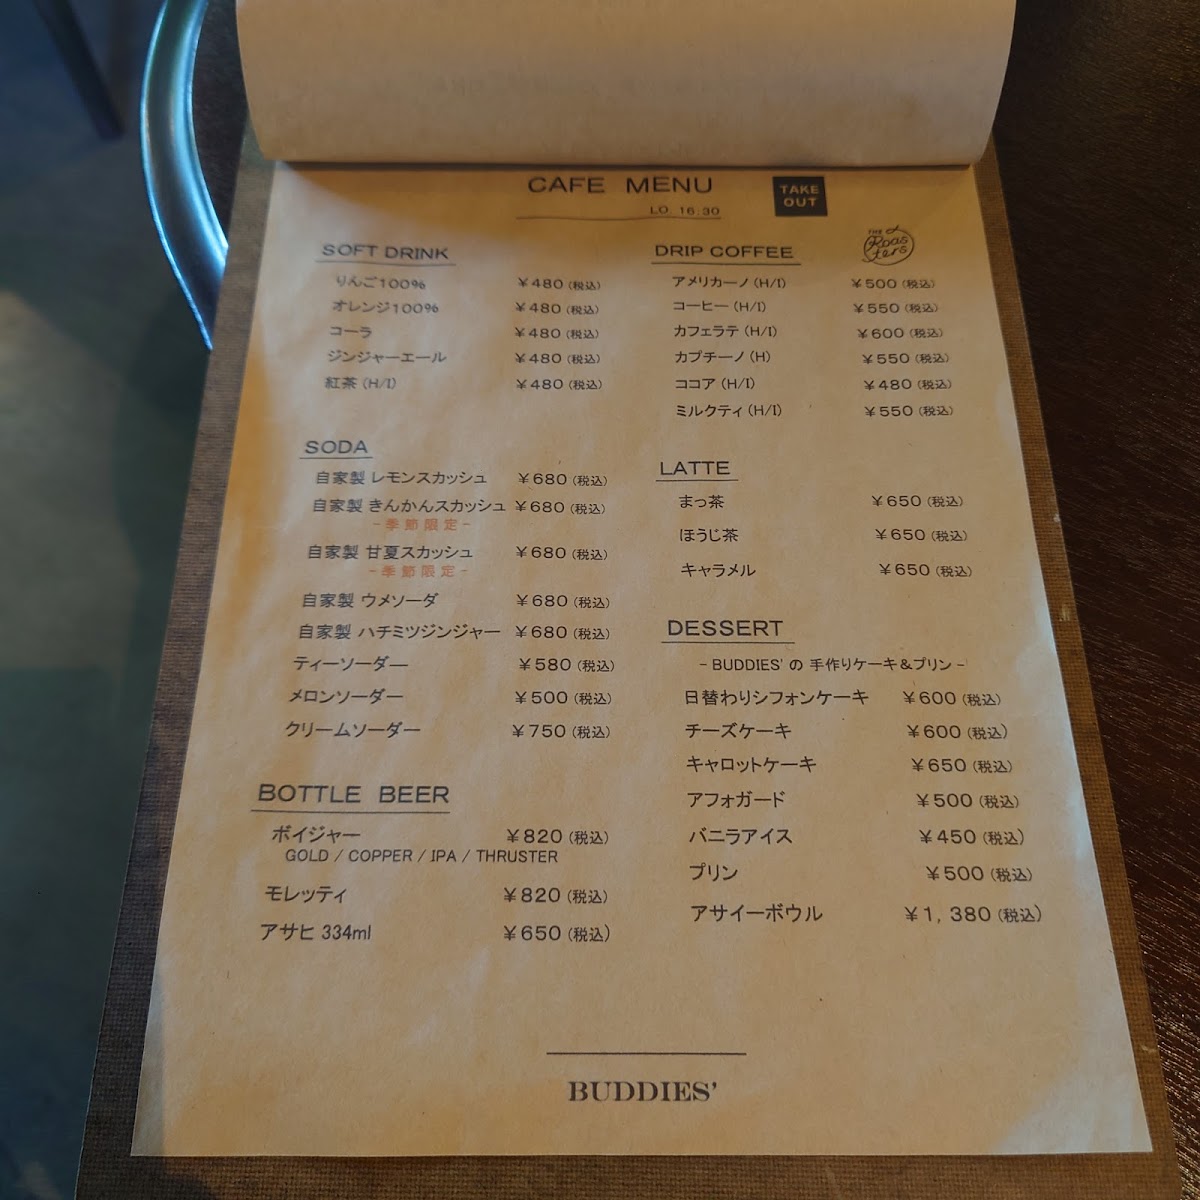 CAFE MENU
TAKE OUT
LO 16:30
SOFT DRINK
りんご100% ¥480 (税込)
オレンジ100% ¥480 (税込)
コーラ ¥480 (税込)
ジンジャーエール ¥480 (税込)
紅茶 (H/I) ¥480 (税込)
SODA
自家製 レモンスカッシュ ¥680 (税込)
自家製 きんかんスカッシュ ¥680 (税込)
-季節限定-
自家製 甘夏スカッシュ ¥680 (税込)
-季節限定-
自家製 ウメソーダ ¥680 (税込)
自家製 ハチミツジンジャー ¥680 (税込)
ティーソーダー ¥580 (税込)
メロンソーダー ¥500 (税込)
クリームソーダー ¥750 (税込)
BOTTLE BEER
ボイジャー ¥820 (税込)
GOLD / COPPER / IPA / THRUSTER
モレッティ ¥820 (税込)
アサヒ 334ml ¥650 (税込)
THE Roasters
DRIP COFFEE
アメリカーノ (H/I) ¥500 (税込)
コーヒー (H/I) ¥550 (税込)
カフェラテ (H/I) ¥600 (税込)
カプチーノ (H) ¥550 (税込)
ココア (H/I) ¥480 (税込)
ミルクティ (H/I) ¥550 (税込)
LATTE
まっ茶 ¥650 (税込)
ほうじ茶 ¥650 (税込)
キャラメル ¥650 (税込)
DESSERT
- BUDDIES' の 手作りケーキ&プリン -
日替わりシフォンケーキ ¥600 (税込)
チーズケーキ ¥600 (税込)
キャロットケーキ ¥650 (税込)
アフォガード ¥500 (税込)
バニラアイス ¥450 (税込)
プリン ¥500 (税込)
アサイーボウル ¥1,380 (税込)
BUDDIES'